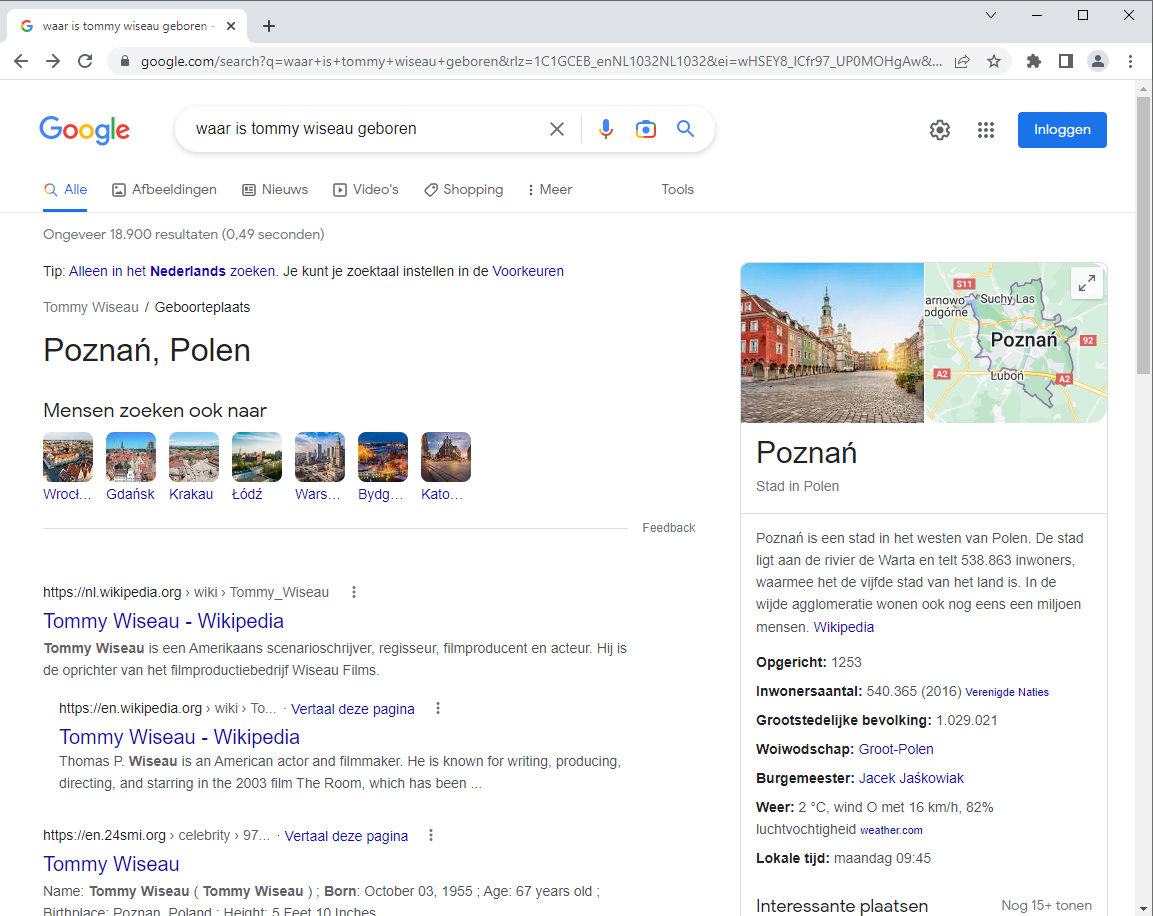 waar is tommy wiseau geboren -
google.com/search?q=waar+is+tommy+wiseau+geboren&rlz=1C1GCEB_enNL1032NL1032&ei=wHSEY8_lCfr97_UP0MOHgAw&...
Google
waar is tommy wiseau geboren
Inloggen
Alle
Afbeeldingen
Nieuws
Video's
Shopping
Meer
Tools
Ongeveer 18.900 resultaten (0,49 seconden)
Tip: Alleen in het Nederlands zoeken. Je kunt je zoektaal instellen in de Voorkeuren
Tommy Wiseau / Geboorteplaats
Poznań, Polen
Mensen zoeken ook naar
Wrocł...
Gdańsk
Krakau
Łódź
Wars...
Bydg...
Kato...
Feedback
https://nl.wikipedia.org › wiki › Tommy_Wiseau
Tommy Wiseau - Wikipedia
Tommy Wiseau is een Amerikaans scenarioschrijver, regisseur, filmproducent en acteur. Hij is
de oprichter van het filmproductiebedrijf Wiseau Films.
https://en.wikipedia.org › wiki › To... · Vertaal deze pagina
Tommy Wiseau - Wikipedia
Thomas P. Wiseau is an American actor and filmmaker. He is known for writing, producing,
directing, and starring in the 2003 film The Room, which has been ...
https://en.24smi.org › celebrity › 97... · Vertaal deze pagina
Tommy Wiseau
Name: Tommy Wiseau ( Tommy Wiseau ) ; Born: October 03, 1955 ; Age: 67 years old ;
Birthplace: Poznan, Poland ; Height: 5 Feet 10 Inches
S11
arnowo
odgórne
Suchy Las
Poznań
92
A2
Luboń
A2
Poznań
Stad in Polen
Poznań is een stad in het westen van Polen. De stad
ligt aan de rivier de Warta en telt 538.863 inwoners,
waarmee het de vijfde stad van het land is. In de
wijde agglomeratie wonen ook nog eens een miljoen
mensen. Wikipedia
Opgericht: 1253
Inwonersaantal: 540.365 (2016) Verenigde Naties
Grootstedelijke bevolking: 1.029.021
Woiwodschap: Groot-Polen
Burgemeester: Jacek Jaśkowiak
Weer: 2 °C, wind O met 16 km/h, 82%
luchtvochtigheid weather.com
Lokale tijd: maandag 09:45
Interessante plaatsen
Nog 15+ tonen